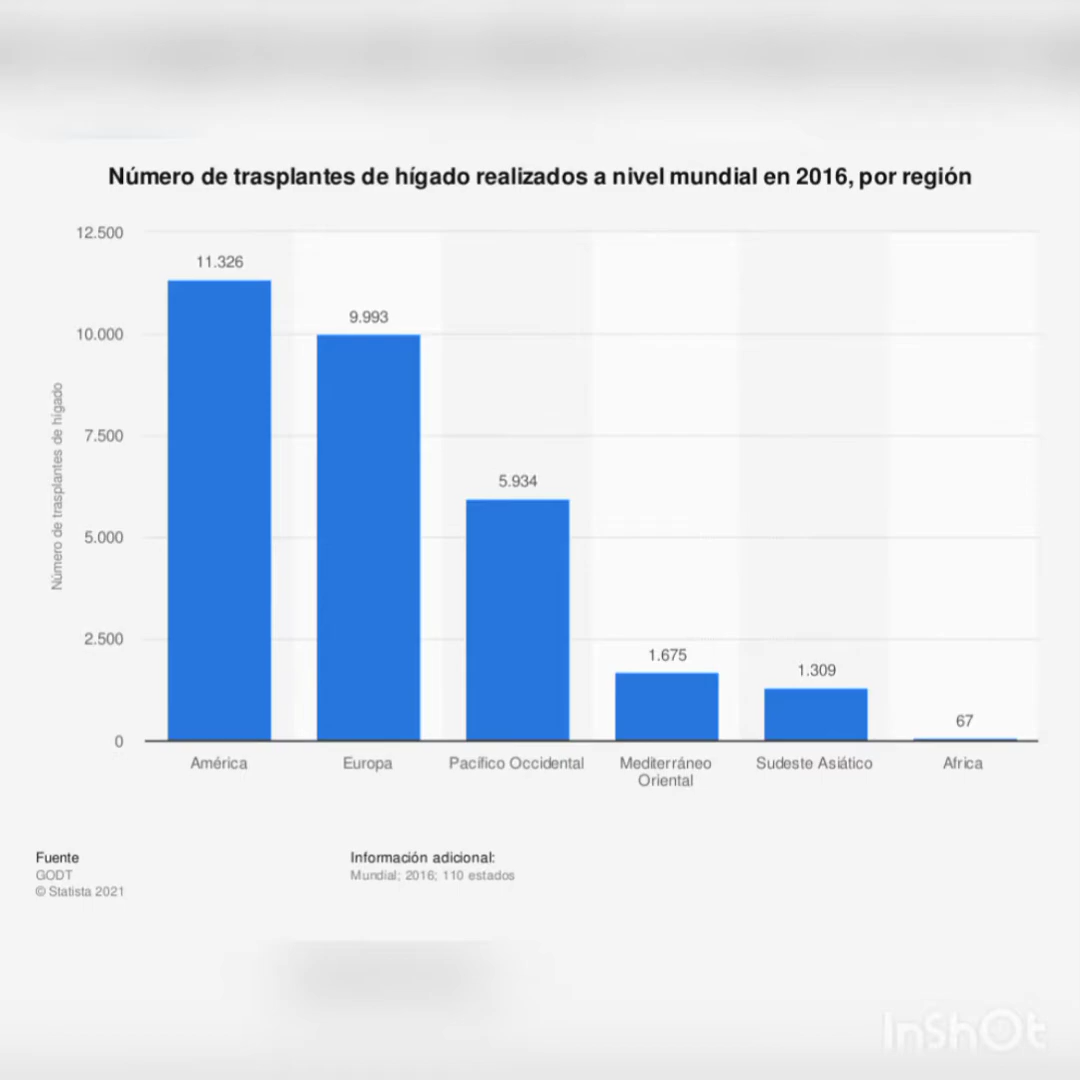 Número de trasplantes de hígado realizados a nivel mundial en 2016, por región
Número de trasplantes de hígado
12.500
10.000
7.500
5.000
2.500
0
11.326
9.993
5.934
1.675
1.309
67
América
Europa
Pacífico Occidental
Mediterráneo
Oriental
Sudeste Asiático
Africa
Fuente
GODT
© Statista 2021
Información adicional:
Mundial; 2016; 110 estados
InShOt